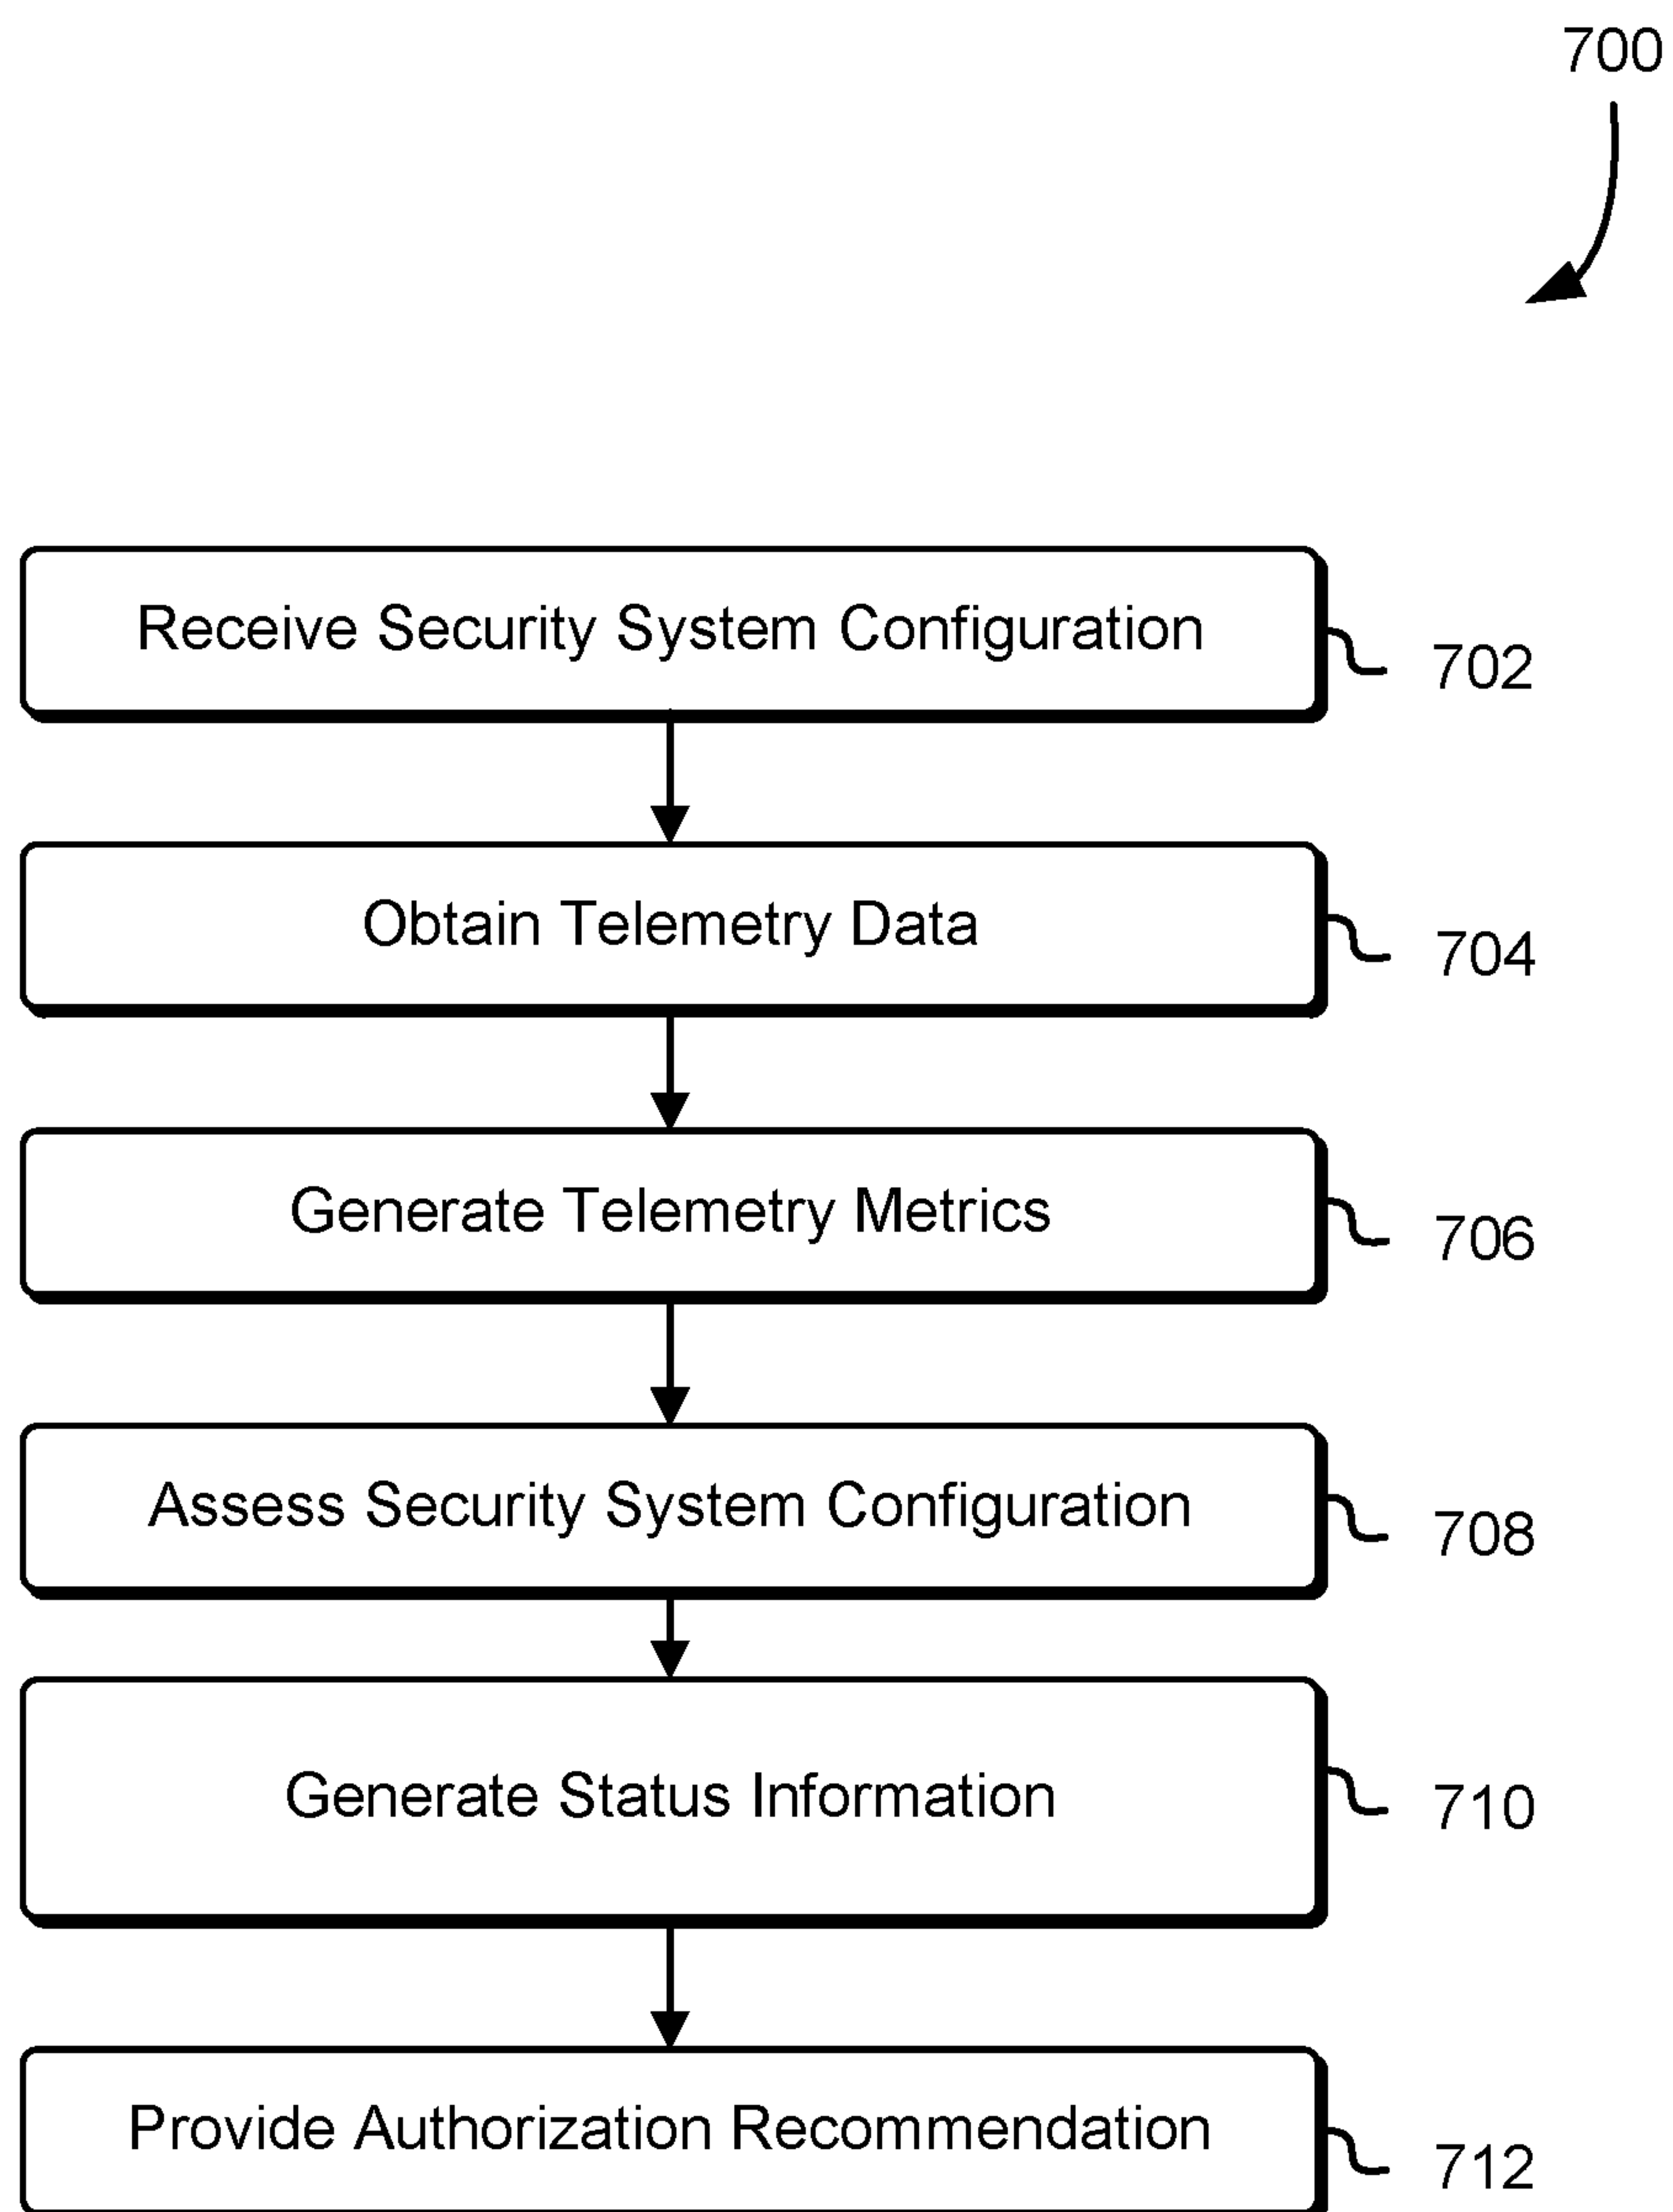 700
Receive Security System Configuration
702
Obtain Telemetry Data
704
Generate Telemetry Metrics
706
Assess Security System Configuration
708
Generate Status Information
710
Provide Authorization Recommendation
712